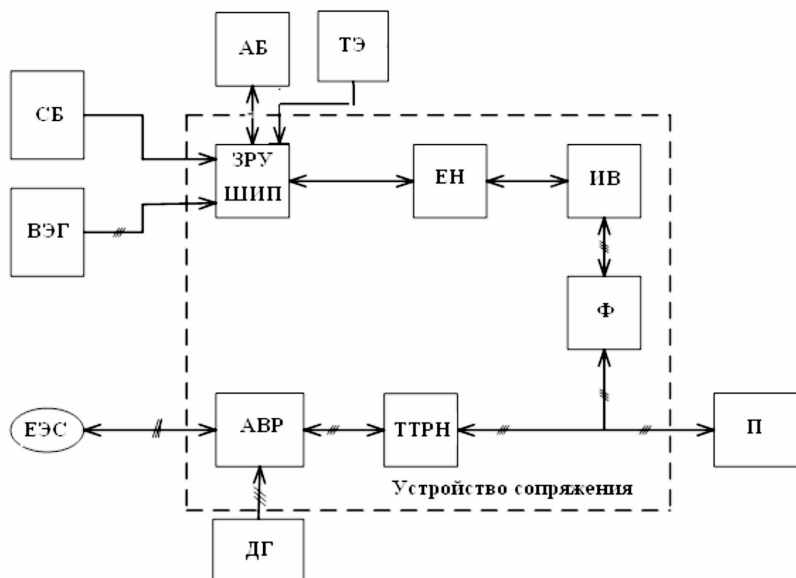 АБ
ТЭ
СБ
ЗРУ
ШИП
ЕН
ИВ
ВЭГ
Ф
ЕЭС
АВР
ТТРН
П
Устройство сопряжения
ДГ